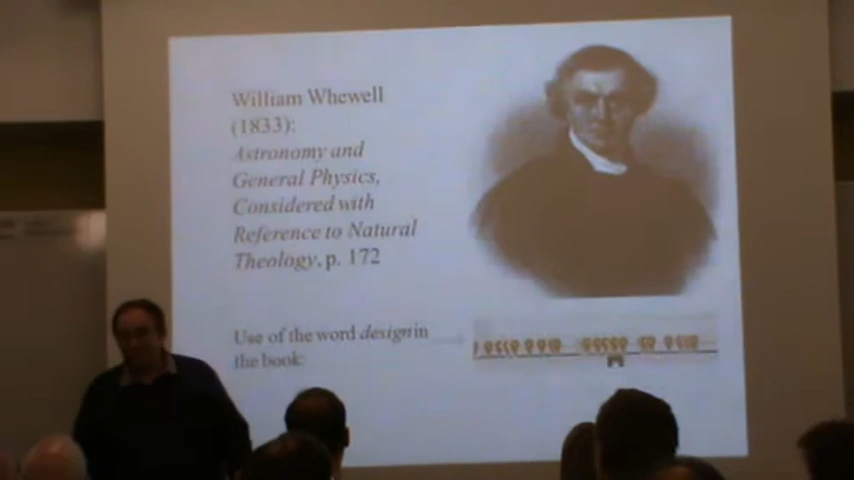 William Whewell
(1833):
Astronomy and
General Physics,
Considered with
Reference to Natural
Theology, p. 172
Use of the word design in
the book: